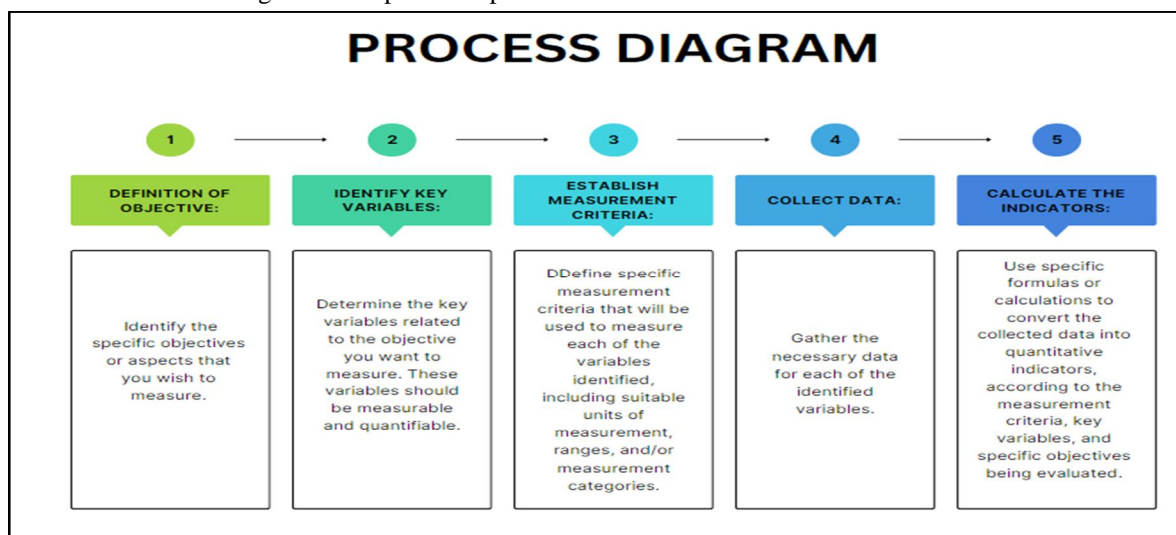 PROCESS DIAGRAM
1
2
3
4
5
DEFINITION OF
OBJECTIVE:
IDENTIFY KEY
VARIABLES:
ESTABLISH
MEASUREMENT
CRITERIA:
COLLECT DATA:
CALCULATE THE
INDICATORS:
Identify the
specific objectives
or aspects that
you wish to
measure.
Determine the key
variables related
to the objective
you want to
measure. These
variables should
be measurable
and quantifiable.
DDefine specific
measurement
criteria that will be
used to measure
each of the
variables
identified,
including suitable
units of
measurement,
ranges, and/or
measurement
categories.
Gather the
necessary data
for each of the
identified
variables.
Use specific
formulas or
calculations to
convert the
collected data into
quantitative
indicators,
according to the
measurement
criteria, key
variables, and
specific objectives
being evaluated.